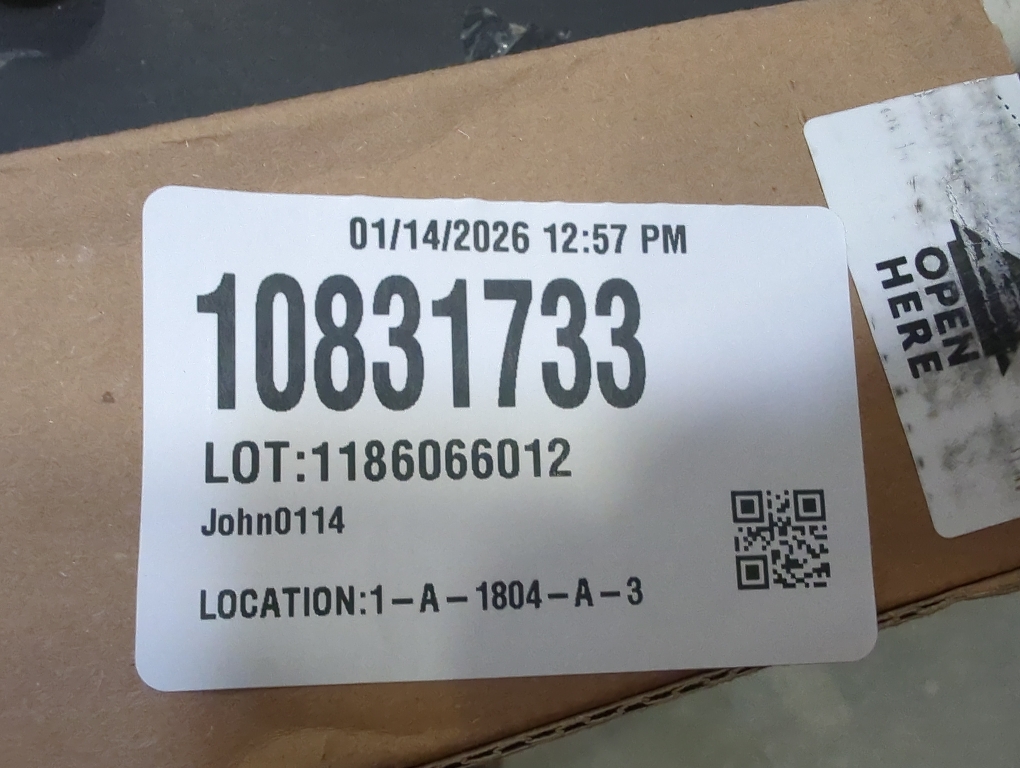 01/14/2026 12:57 PM
10831733
LOT:1186066012
John0114
LOCATION:1-A-1804-A-3
OPEN
HERE